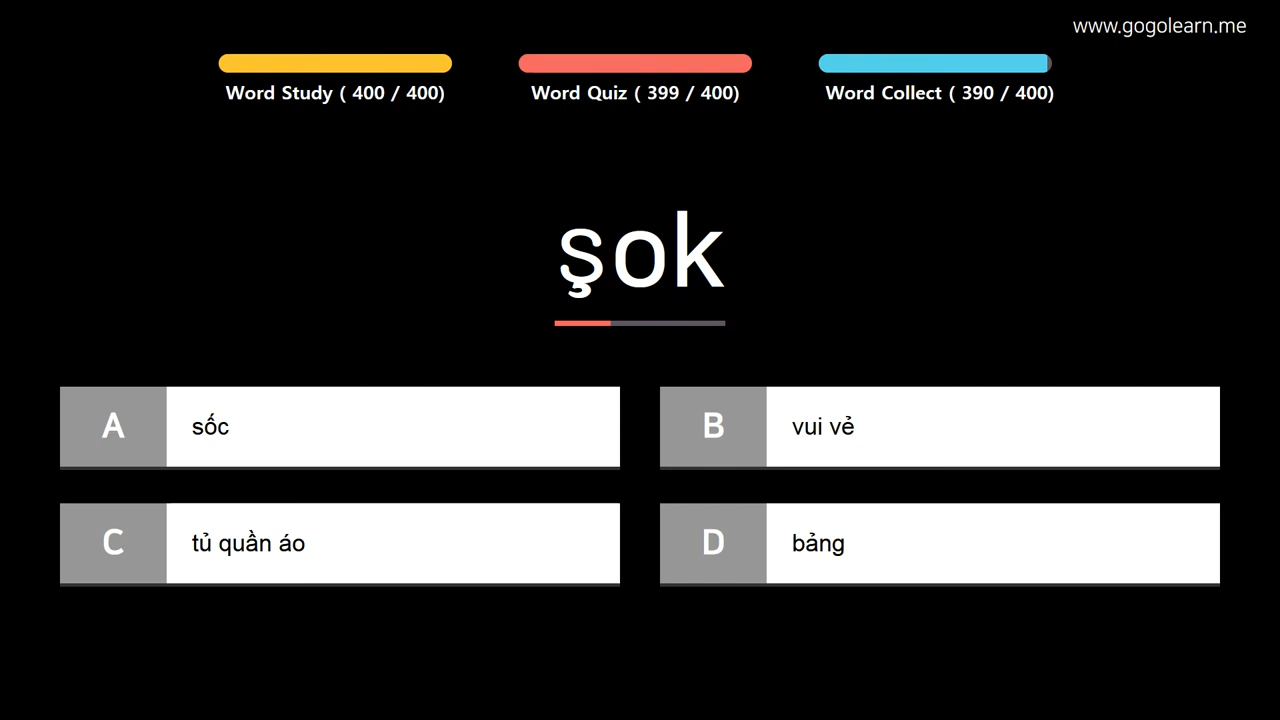 www.gogolearn.me
Word Study ( 400 / 400)
Word Quiz ( 399 / 400)
Word Collect ( 390 / 400)
şok
A
sốc
B
vui vẻ
C
tủ quần áo
D
bảng